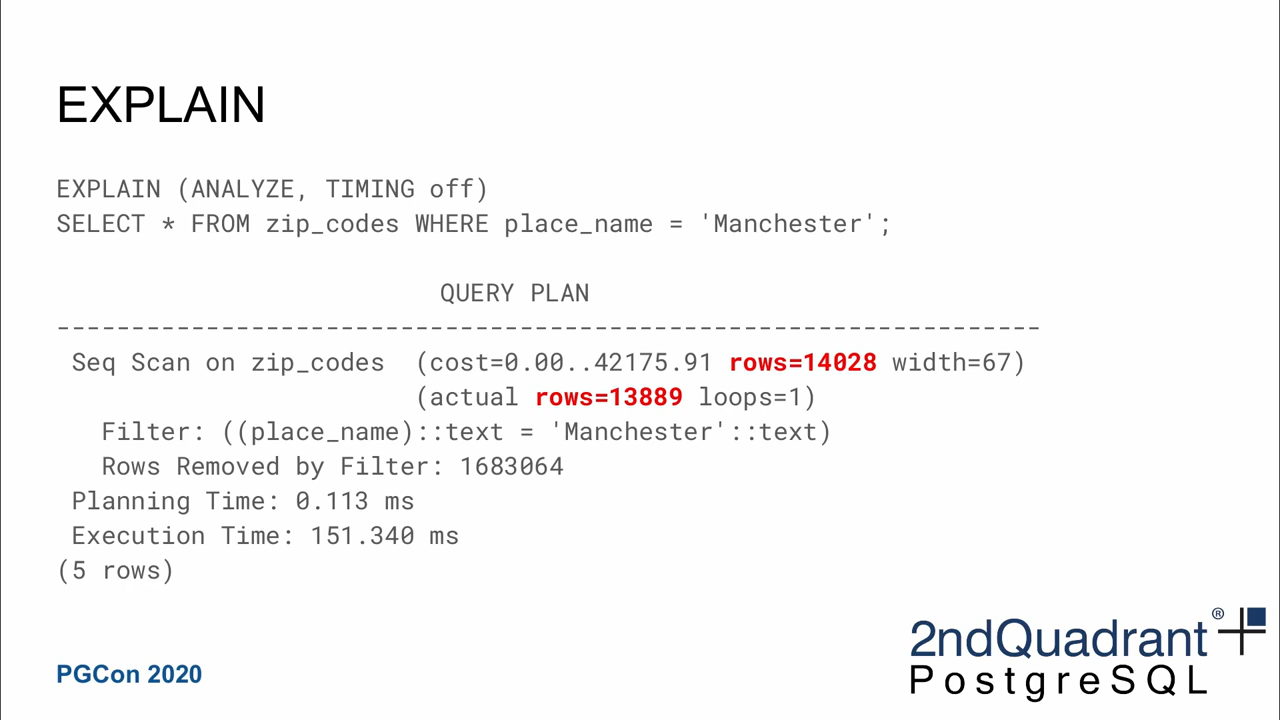 EXPLAIN
EXPLAIN (ANALYZE, TIMING off)
SELECT * FROM zip_codes WHERE place_name = 'Manchester';
QUERY PLAN
------------------------------------------------------------------
Seq Scan on zip_codes  (cost=0.00..42175.91 rows=14028 width=67)
(actual rows=13889 loops=1)
Filter: ((place_name)::text = 'Manchester'::text)
Rows Removed by Filter: 1683064
Planning Time: 0.113 ms
Execution Time: 151.340 ms
(5 rows)
PGCon 2020
2ndQuadrant®
PostgreSQL